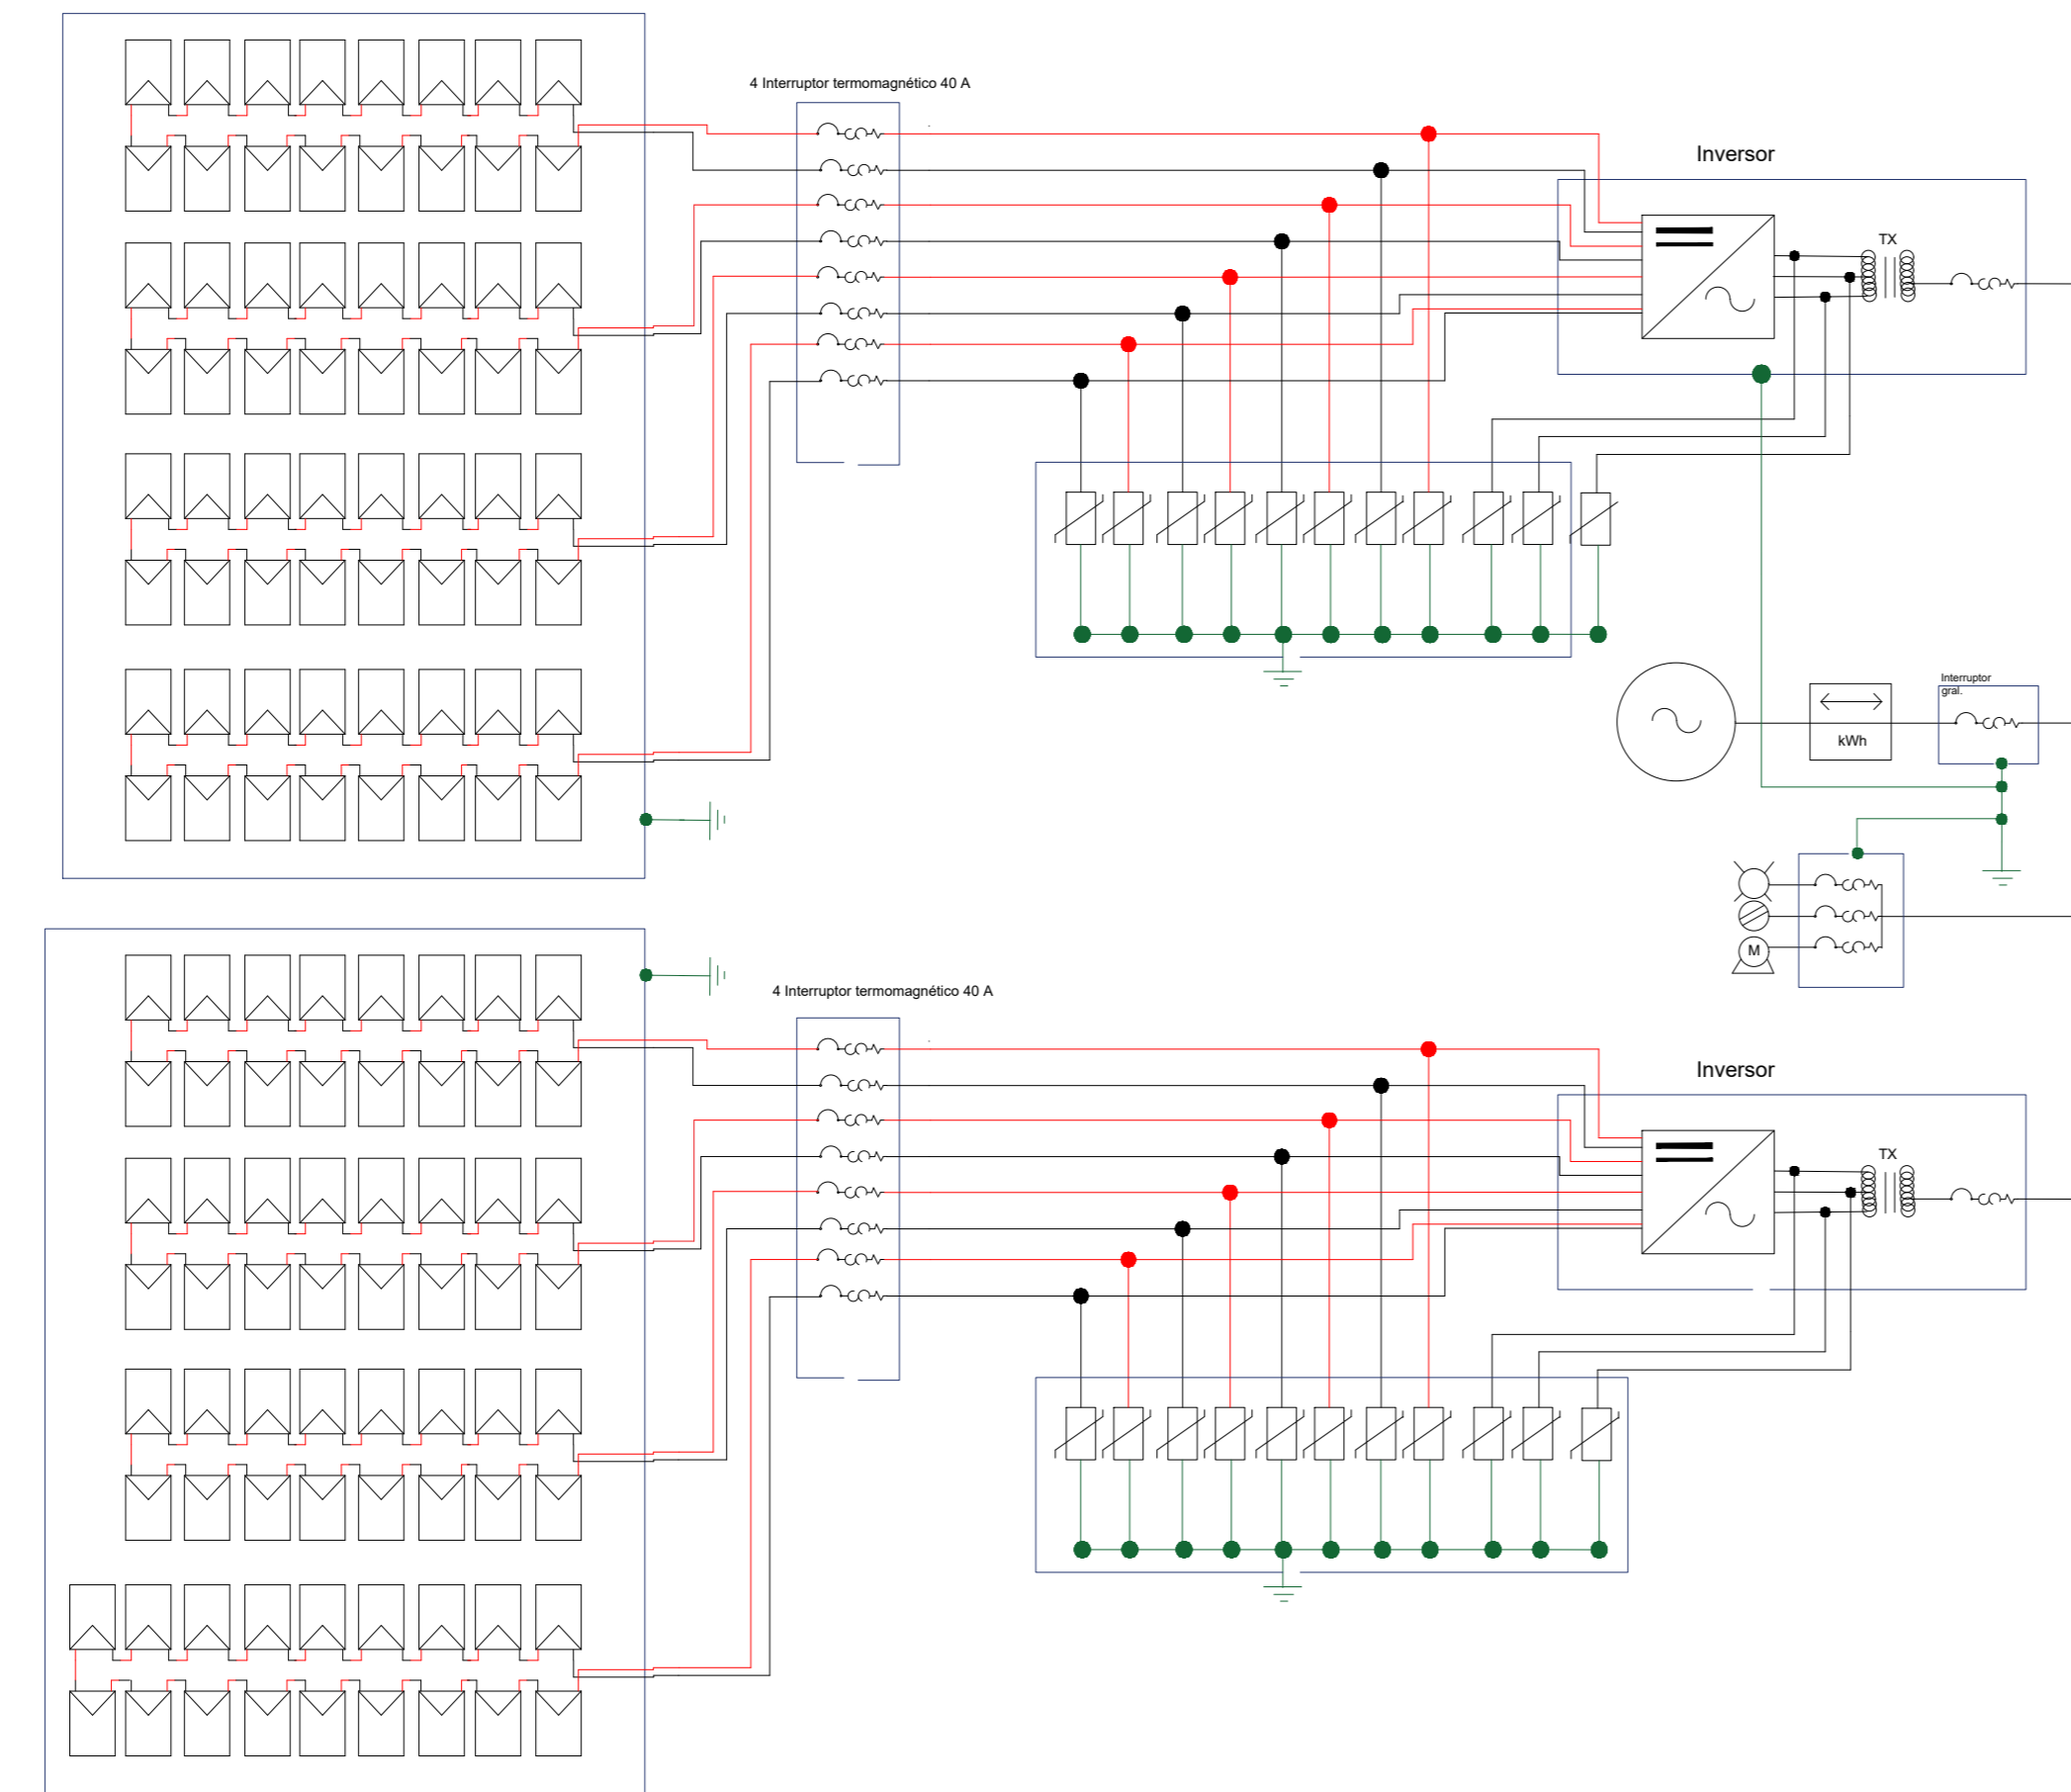 4 Interruptor termomagnético 40 A
Inversor
TX
Interruptor
gral.
kWh
M
4 Interruptor termomagnético 40 A
Inversor
TX